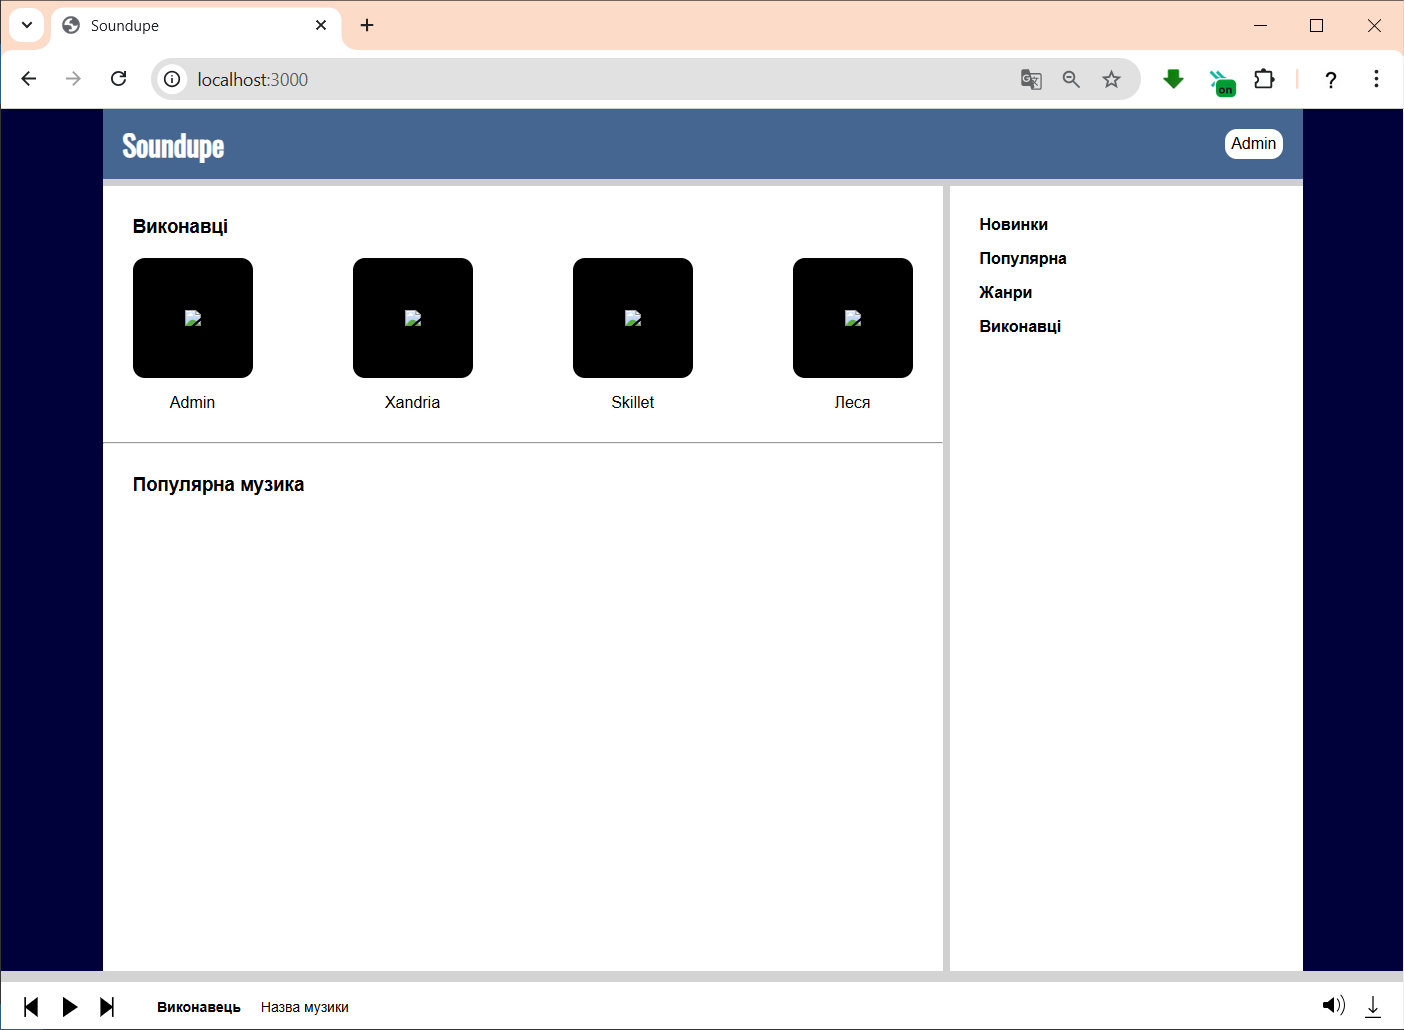 Soundupe
localhost:3000
on
?
Soundupe
Admin
Виконавці
Admin
Xandria
Skillet
Леся
Популярна музика
Новинки
Популярна
Жанри
Виконавці
Виконавець Назва музики